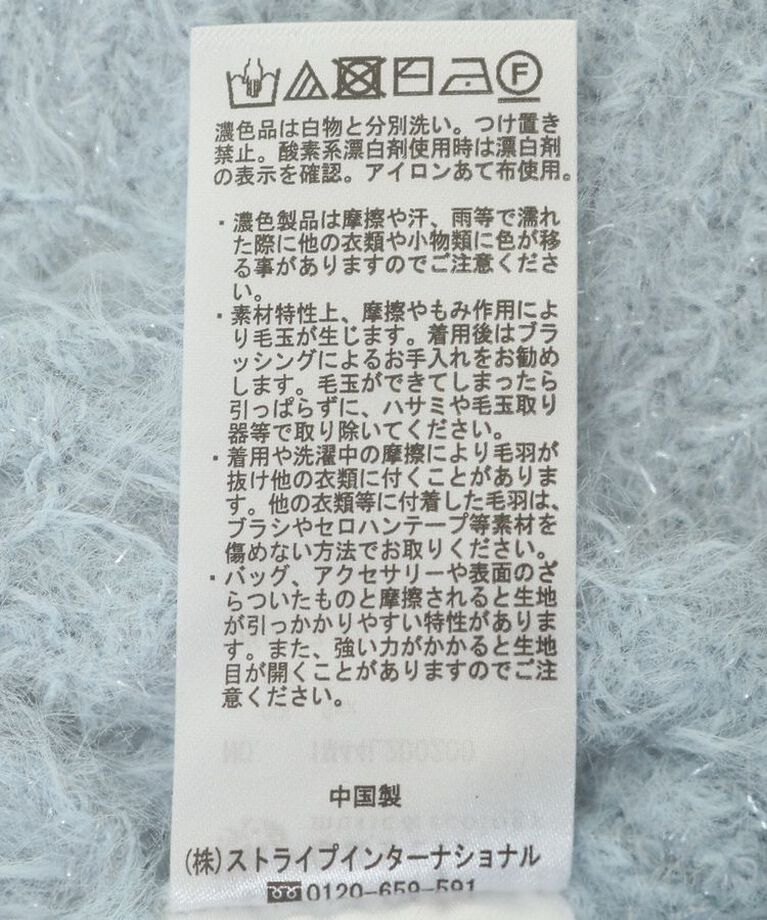 F
濃色品は白物と分別洗い。つけ置き
禁止。酸素系漂白剤使用時は漂白剤
の表示を確認。アイロンあて布使用。
・濃色製品は摩擦や汗、雨等で濡れ
た際に他の衣類や小物類に色が移
る事がありますのでご注意くださ
い。
・素材特性上、摩擦やもみ作用によ
り毛玉が生じます。着用後はブラ
ッシングによるお手入れをお勧め
します。毛玉ができてしまったら
引っぱらずに、ハサミや毛玉取り
器等で取り除いてください。
・着用や洗濯中の摩擦により毛羽が
抜け他の衣類に付くことがありま
す。他の衣類等に付着した毛羽は、
ブラシやセロハンテープ等素材を
傷めない方法でお取りください。
・バッグ、アクセサリーや表面のざ
らついたものと摩擦されると生地
が引っかかりやすい特性がありま
す。また、強い力がかかると生地
目が開くことがありますのでご注
意ください。
中国製
(株)ストライプインターナショナル
0120-659-591